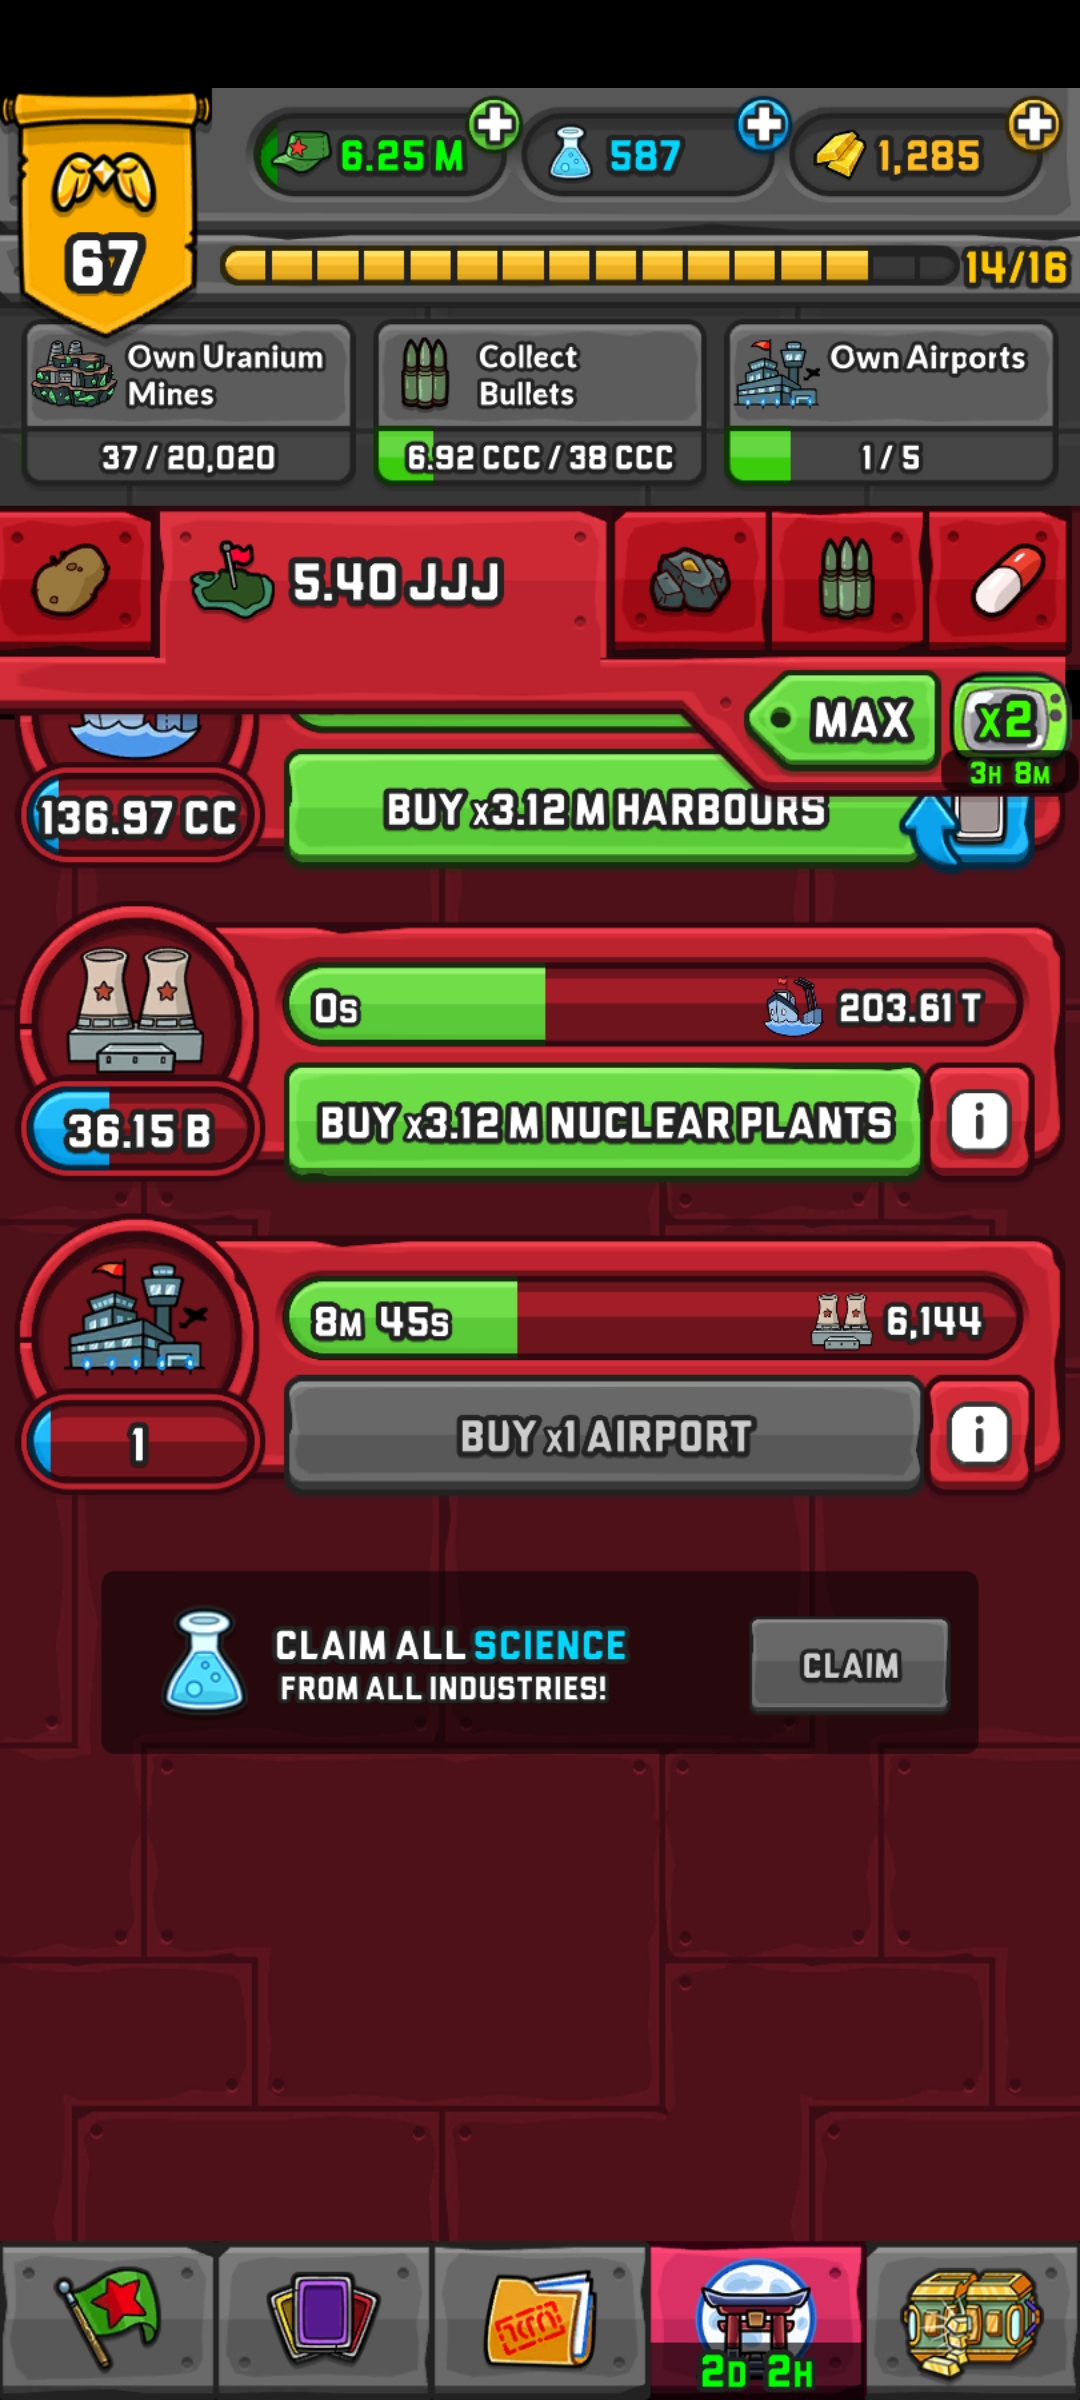 6.25 M
587
1,285
67
14/16
Own Uranium
Mines
37 / 20,020
Collect
Bullets
6.92 CCC / 38 CCC
Own Airports
1 / 5
5.40 JJJ
MAX
X2
3H 8M
136.97 CC
BUY x3.12 M HARBOURS
0s
203.61 T
36.15 B
BUY x3.12 M NUCLEAR PLANTS
i
8M 45s
6,144
1
BUY x1 AIRPORT
i
CLAIM ALL SCIENCE
FROM ALL INDUSTRIES!
CLAIM
2D 2H